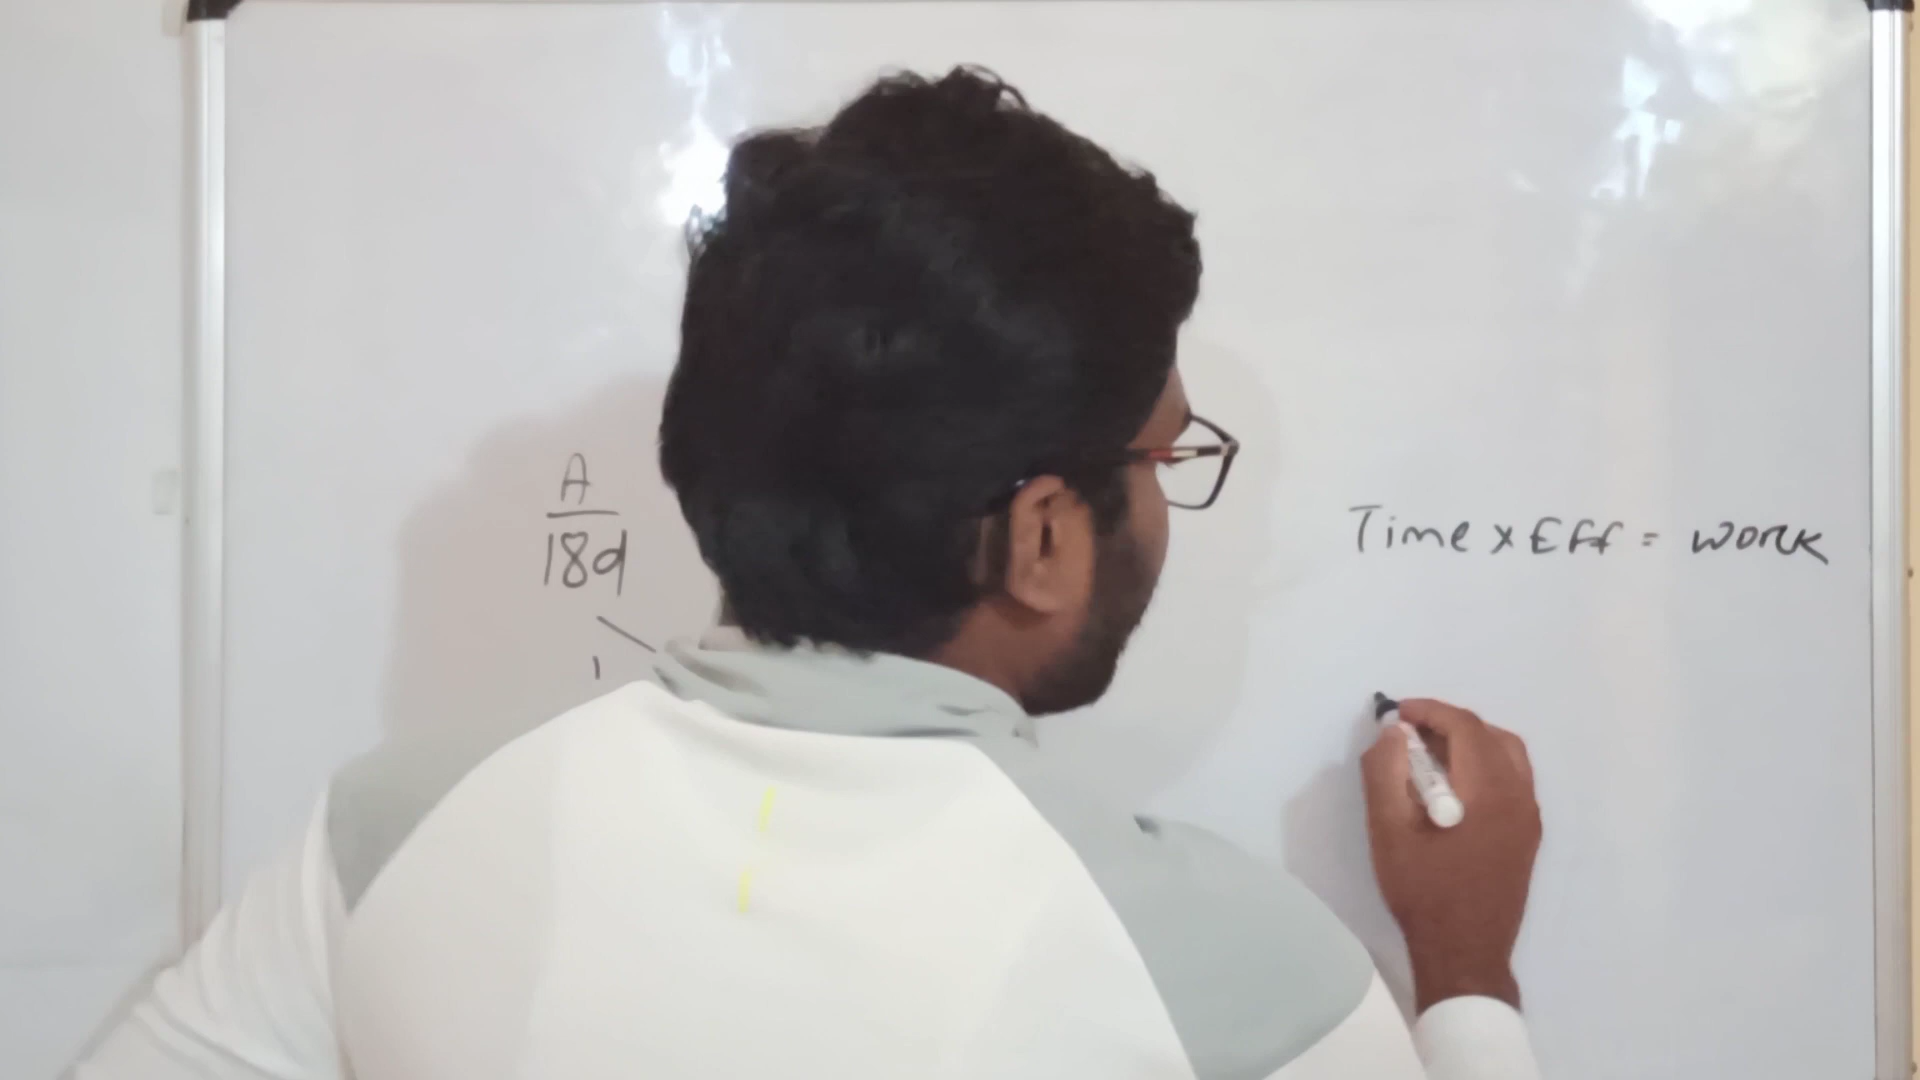 A
18d
Time x Eff = WORK